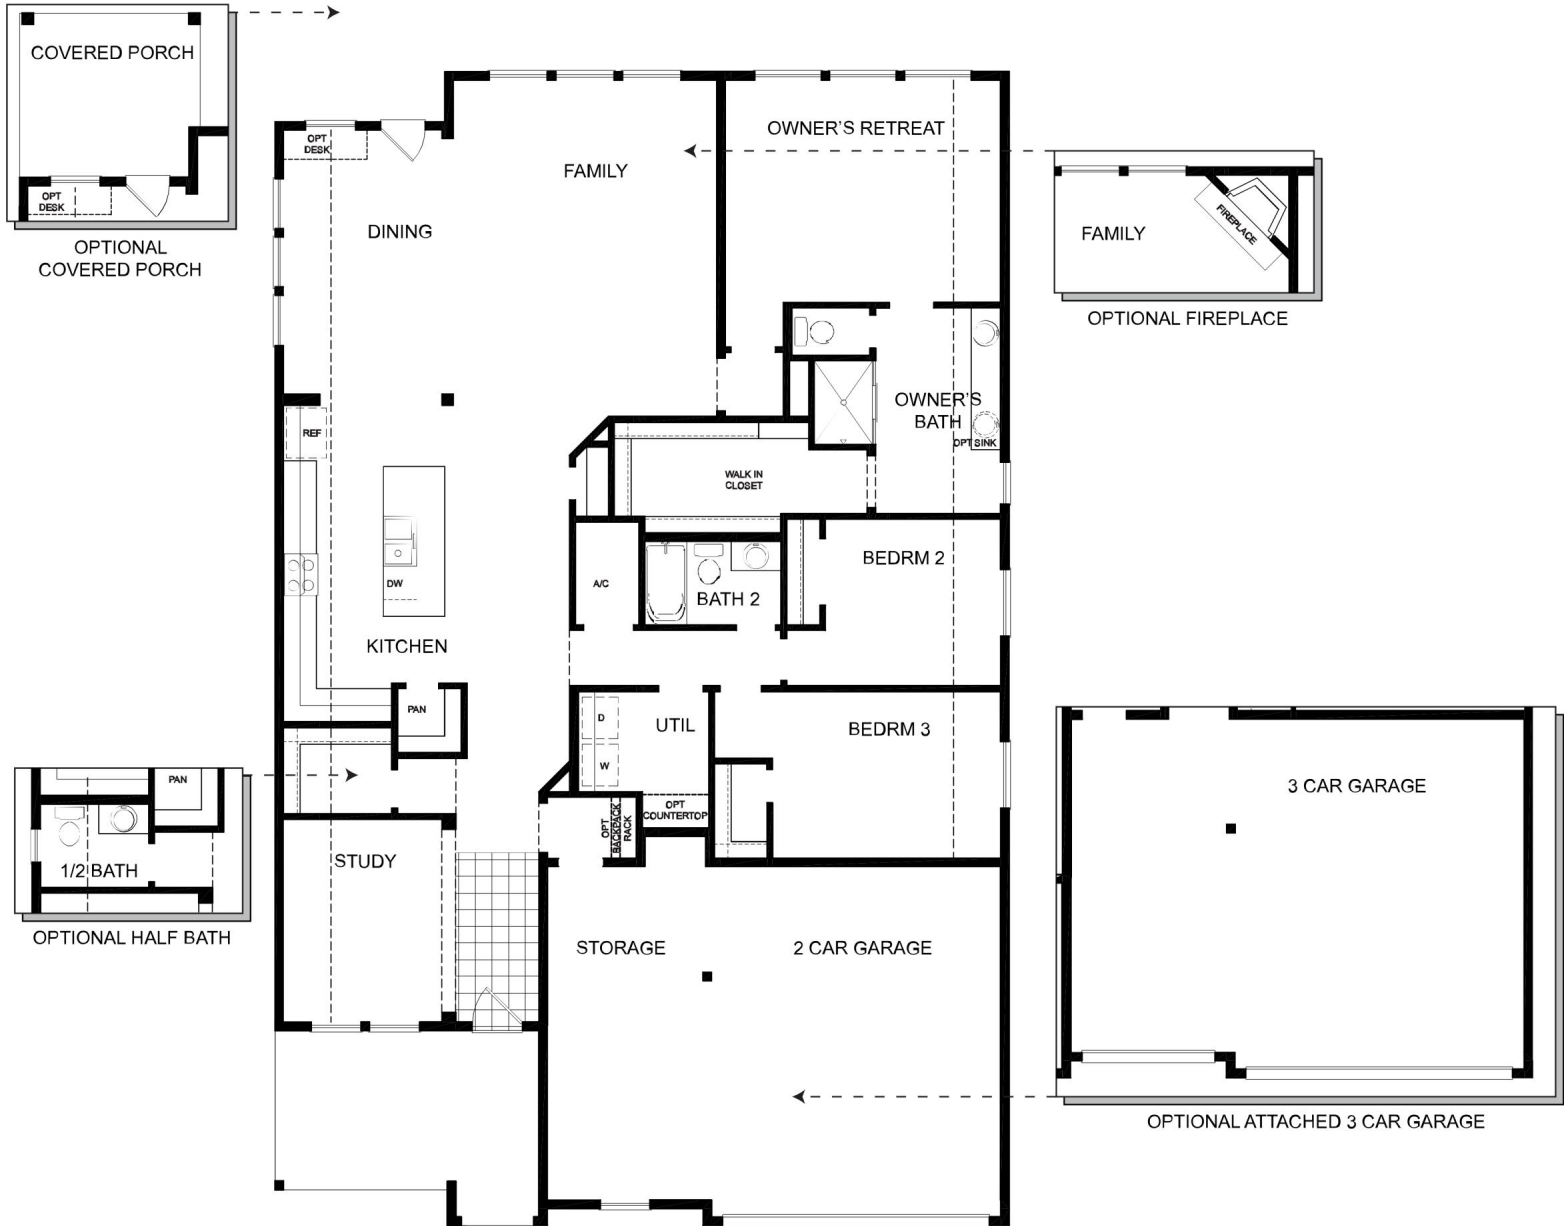 COVERED PORCH
OPT
DESK
OPTIONAL
COVERED PORCH
OPT
DESK
FAMILY
DINING
OWNER'S RETREAT
FAMILY
FIREPLACE
OPTIONAL FIREPLACE
OWNER'S
BATH
OPT SINK
REF
WALK IN
CLOSET
DW
A/C
BATH 2
BEDRM 2
KITCHEN
PAN
D
W
UTIL
BEDRM 3
OPT
COUNTERTOP
OPT
BACKPACK
RACK
PAN
1/2 BATH
OPTIONAL HALF BATH
STUDY
STORAGE
2 CAR GARAGE
3 CAR GARAGE
OPTIONAL ATTACHED 3 CAR GARAGE